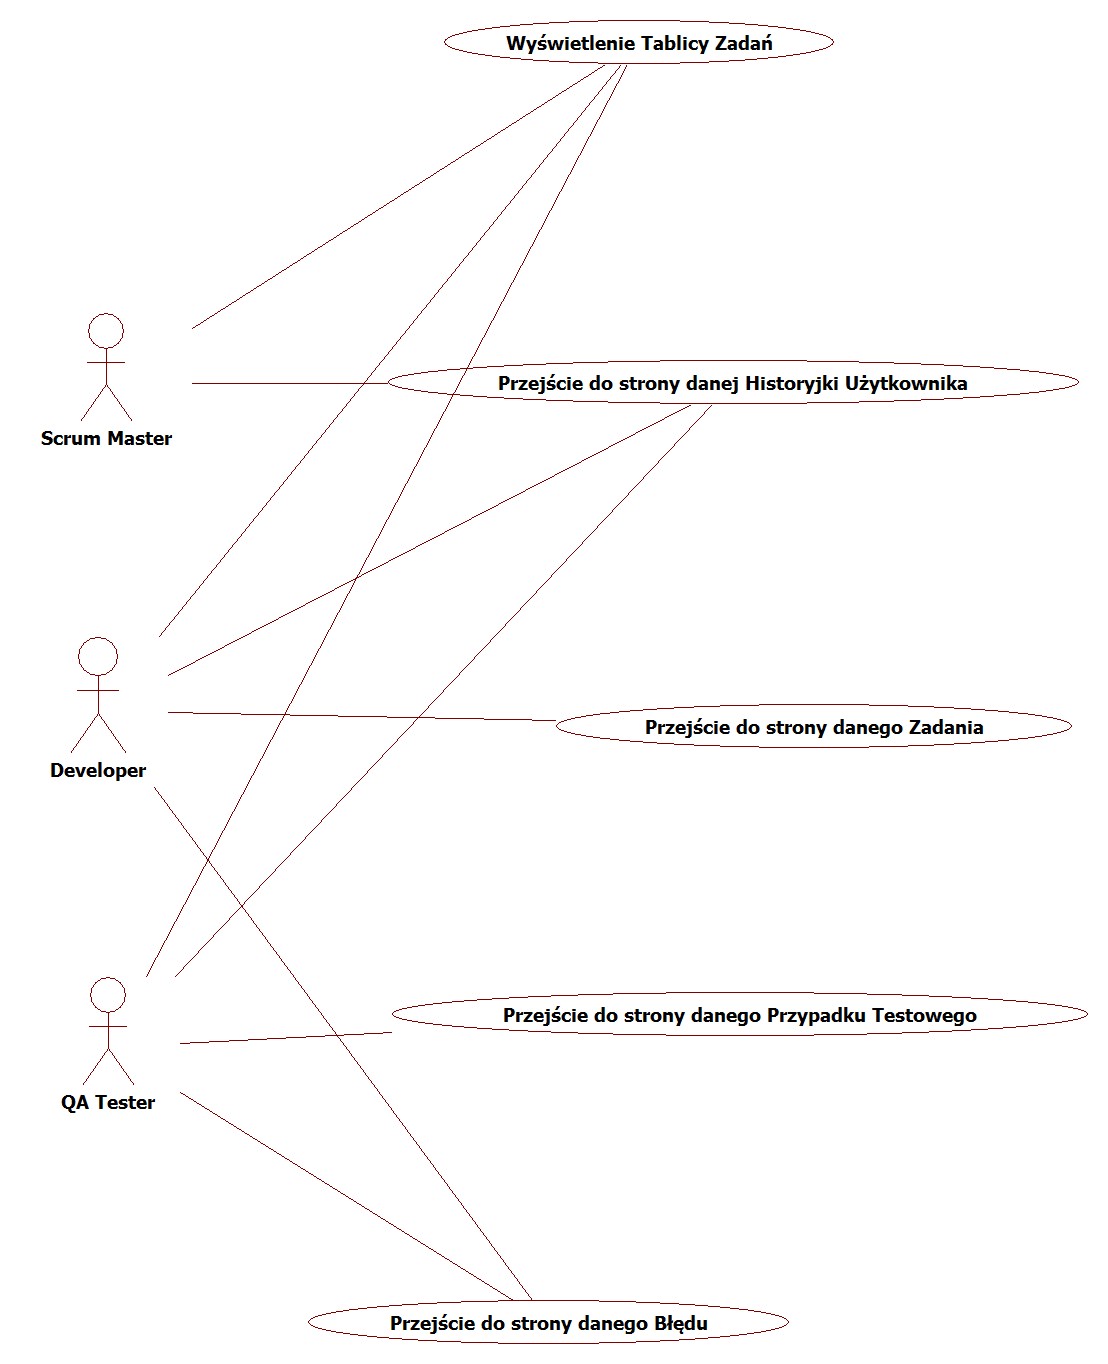 Wyświetlenie Tablicy Zadań
Przejście do strony danej Historyjki Użytkownika
Scrum Master
Przejście do strony danego Zadania
Developer
Przejście do strony danego Przypadku Testowego
QA Tester
Przejście do strony danego Błędu